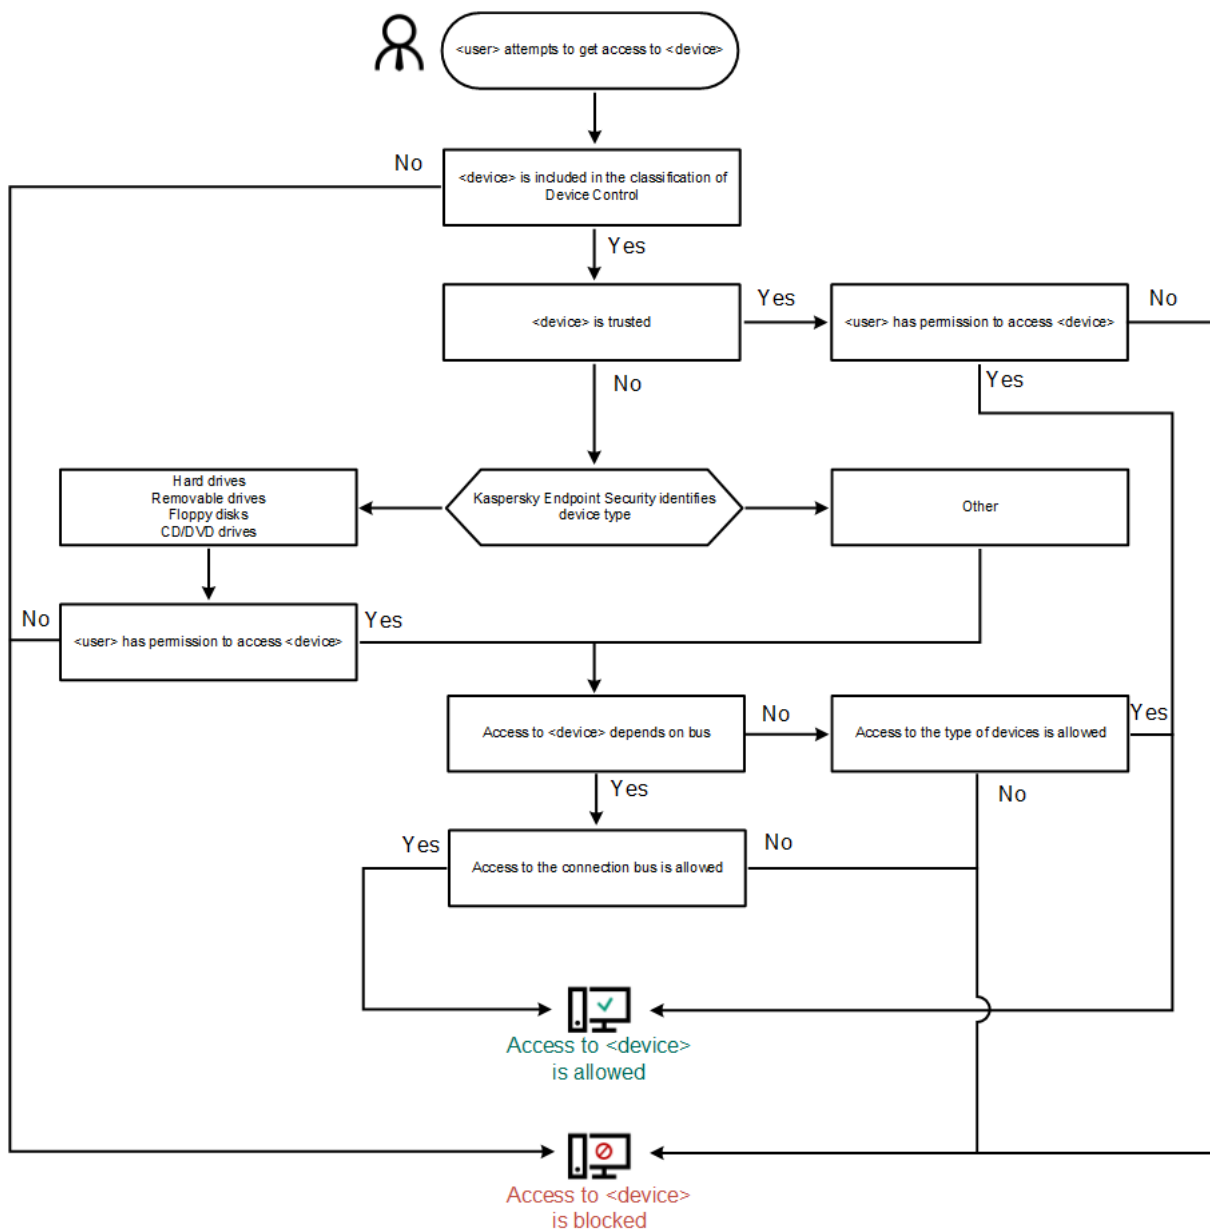 <user> attempts to get access to <device>
No
<device> is included in the classification of
Device Control
Yes
<device> is trusted
Yes
<user> has permission to access <device>
No
No
Yes
Hard drives
Removable drives
Floppy disks
CD/DVD drives
Kaspersky Endpoint Security identifies
device type
Other
No
<user> has permission to access <device>
Yes
Access to <device> depends on bus
No
Access to the type of devices is allowed
Yes
Yes
No
Yes
Access to the connection bus is allowed
No
Access to <device>
is allowed
Access to <device>
is blocked